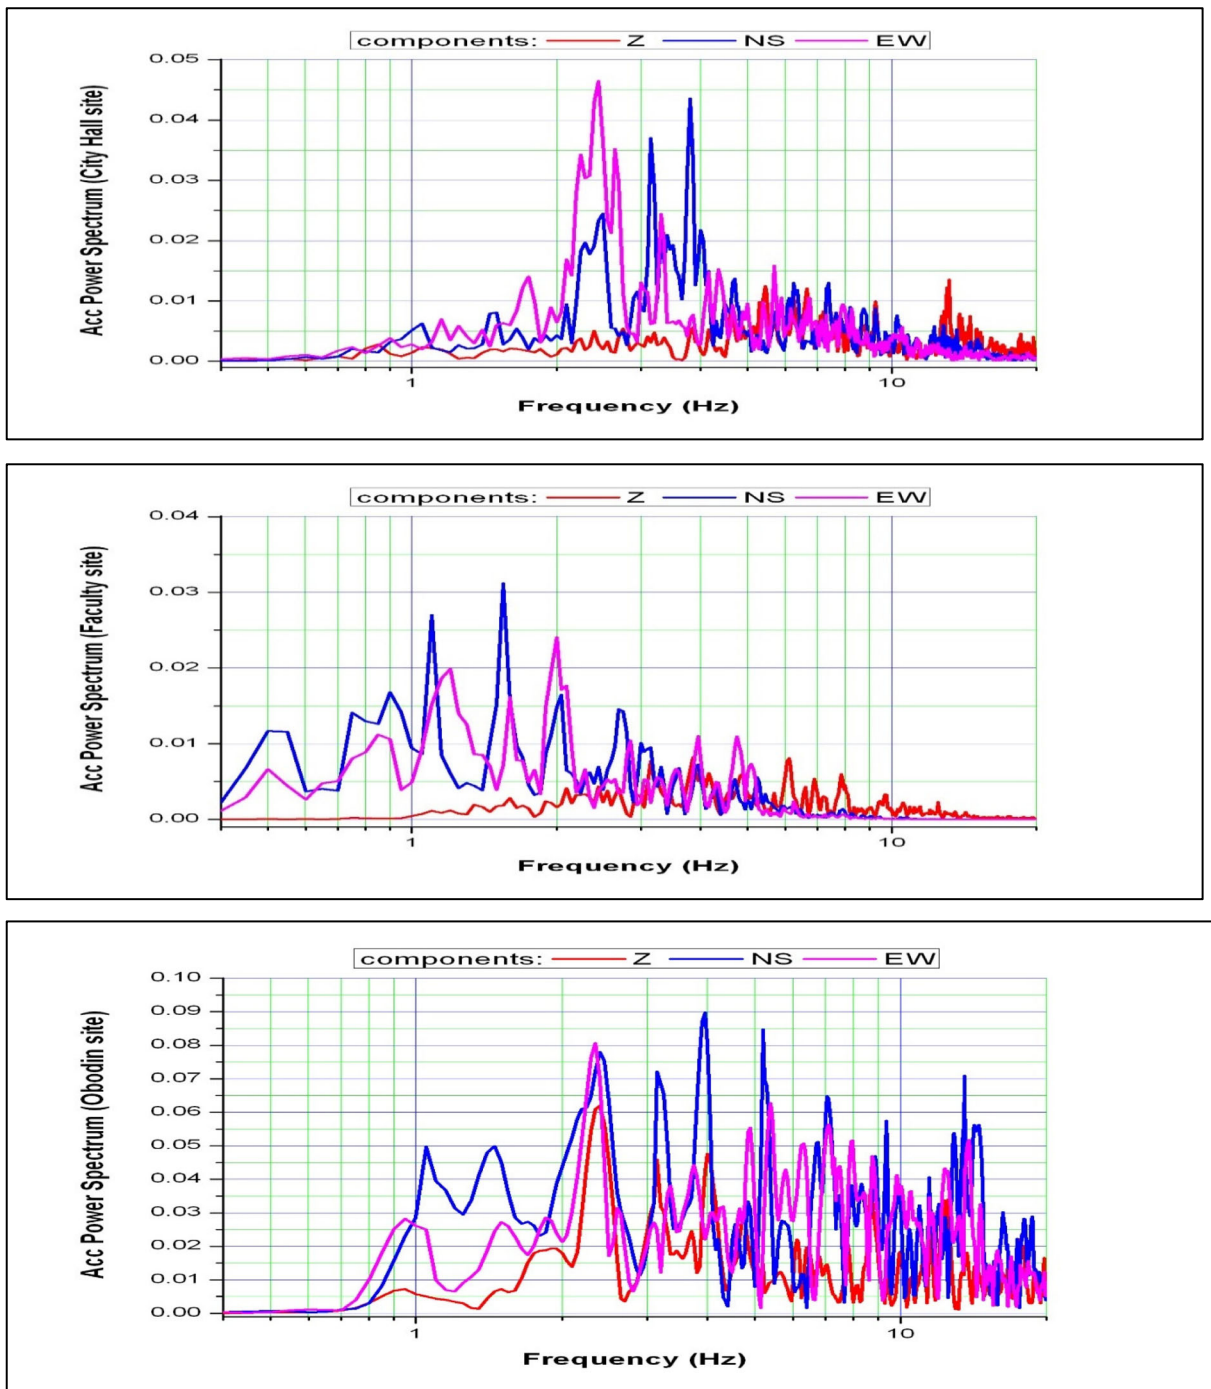 components: Z NS EW
Acc Power Spectrum (City Hall site)
0.05
0.04
0.03
0.02
0.01
0.00
1 10
Frequency (Hz)
components: Z NS EW
Acc Power Spectrum (Faculty site)
0.04
0.03
0.02
0.01
0.00
1 10
Frequency (Hz)
components: Z NS EW
Acc Power Spectrum (Obodin site)
0.10
0.09
0.08
0.07
0.06
0.05
0.04
0.03
0.02
0.01
0.00
1 10
Frequency (Hz)